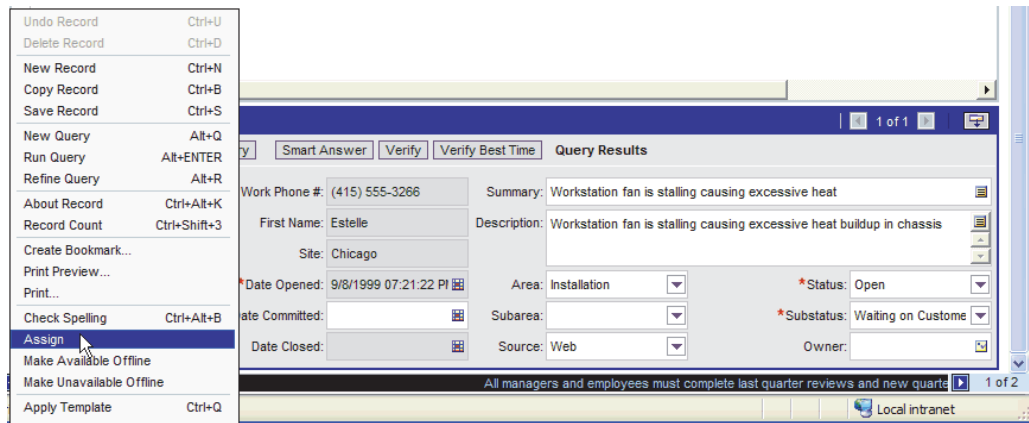 Undo Record Ctrl+U
Delete Record Ctrl+D
New Record Ctrl+N
Copy Record Ctrl+B
Save Record Ctrl+S
New Query Alt+Q
Run Query Alt+ENTER
Refine Query Alt+R
About Record Ctrl+Alt+K
Record Count Ctrl+Shift+3
Create Bookmark...
Print Preview...
Print...
Check Spelling Ctrl+Alt+B
Assign
Make Available Offline
Make Unavailable Offline
Apply Template Ctrl+Q
1 of 1
Smart Answer Verify Verify Best Time Query Results
Work Phone #: (415) 555-3266 Summary: Workstation fan is stalling causing excessive heat
First Name: Estelle Description: Workstation fan is stalling causing excessive heat buildup in chassis
Site: Chicago
*Date Opened: 9/8/1999 07:21:22 Area: Installation *Status: Open
ate Committed: Subarea: *Substatus: Waiting on Custome
Date Closed: Source: Web Owner:
All managers and employees must complete last quarter reviews and new quarte 1 of 2
Local intranet